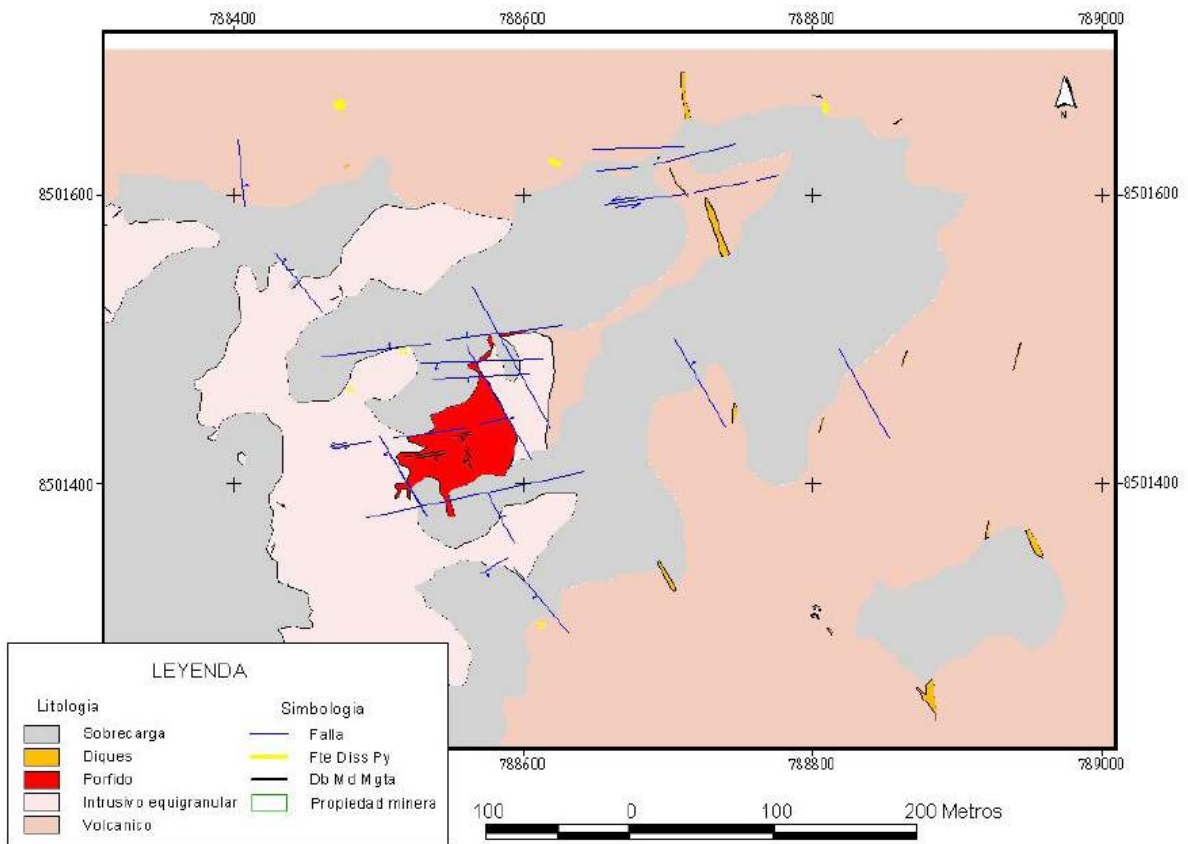 788400 788600 788800 789000
N
8501600 8501600
8501400 8501400
LEYENDA
Litologia
Sobrecarga
Diques
Porfido
Intrusivo equigranular
Volcanico
Simbologia
Falla
Fte Diss Py
Db Md Mgta
Propiedad minera
788600 788800 789000
100 0 100 200 Metros